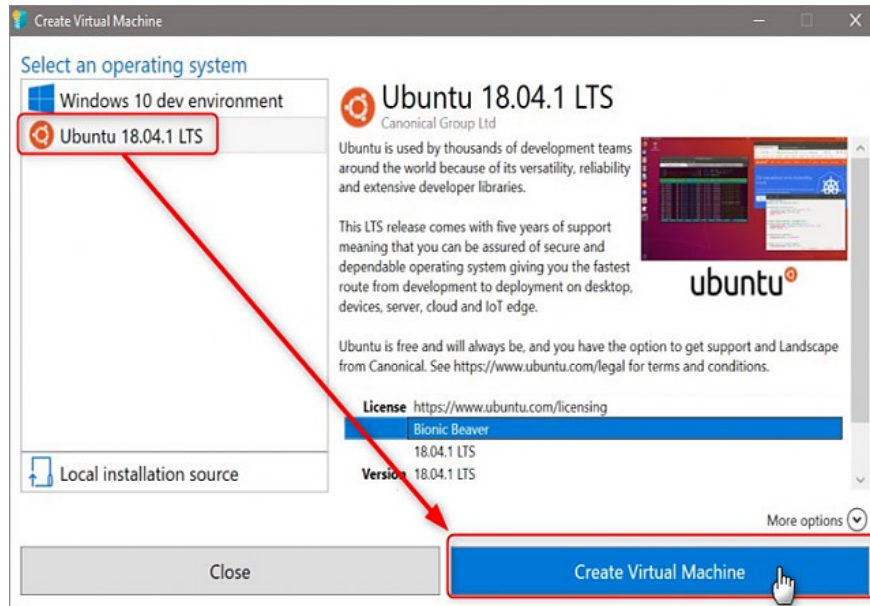 Create Virtual Machine
Select an operating system
Windows 10 dev environment
Ubuntu 18.04.1 LTS
Local installation source
Ubuntu 18.04.1 LTS
Canonical Group Ltd
Ubuntu is used by thousands of development teams
around the world because of its versatility, reliability
and extensive developer libraries.
This LTS release comes with five years of support
meaning that you can be assured of secure and
dependable operating system giving you the fastest
route from development to deployment on desktop,
devices, server, cloud and IoT edge.
ubuntu
Ubuntu is free and will always be, and you have the option to get support and Landscape
from Canonical. See https://www.ubuntu.com/legal for terms and conditions.
License https://www.ubuntu.com/licensing
Bionic Beaver
18.04.1 LTS
Version 18.04.1 LTS
More options
Close
Create Virtual Machine